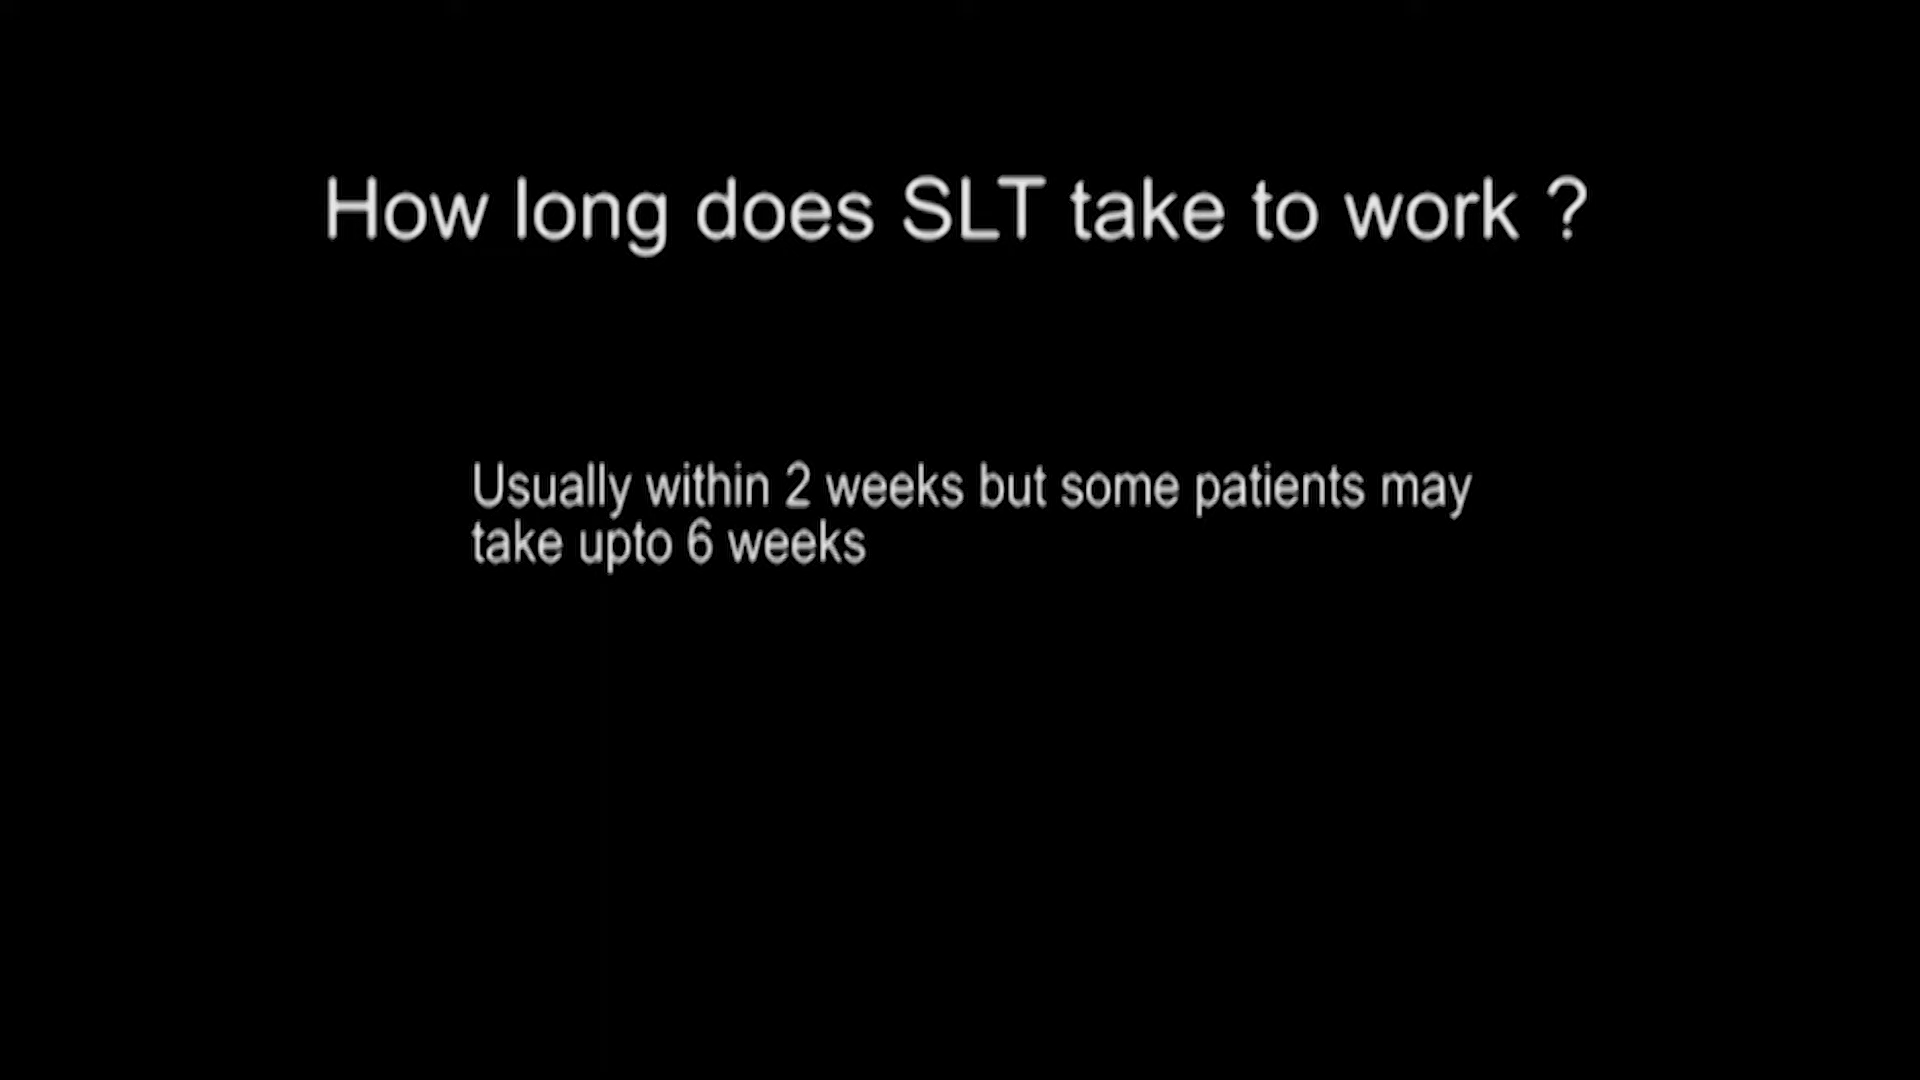 How long does SLT take to work ?
Usually within 2 weeks but some patients may
take upto 6 weeks